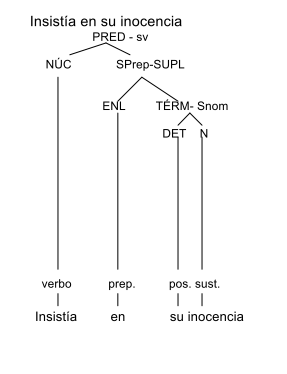 Insistía en su inocencia
PRED - sv
NÚC SPrep-SUPL
ENL TÉRM- Snom
DET N
verbo prep. pos. sust.
Insistía en su inocencia